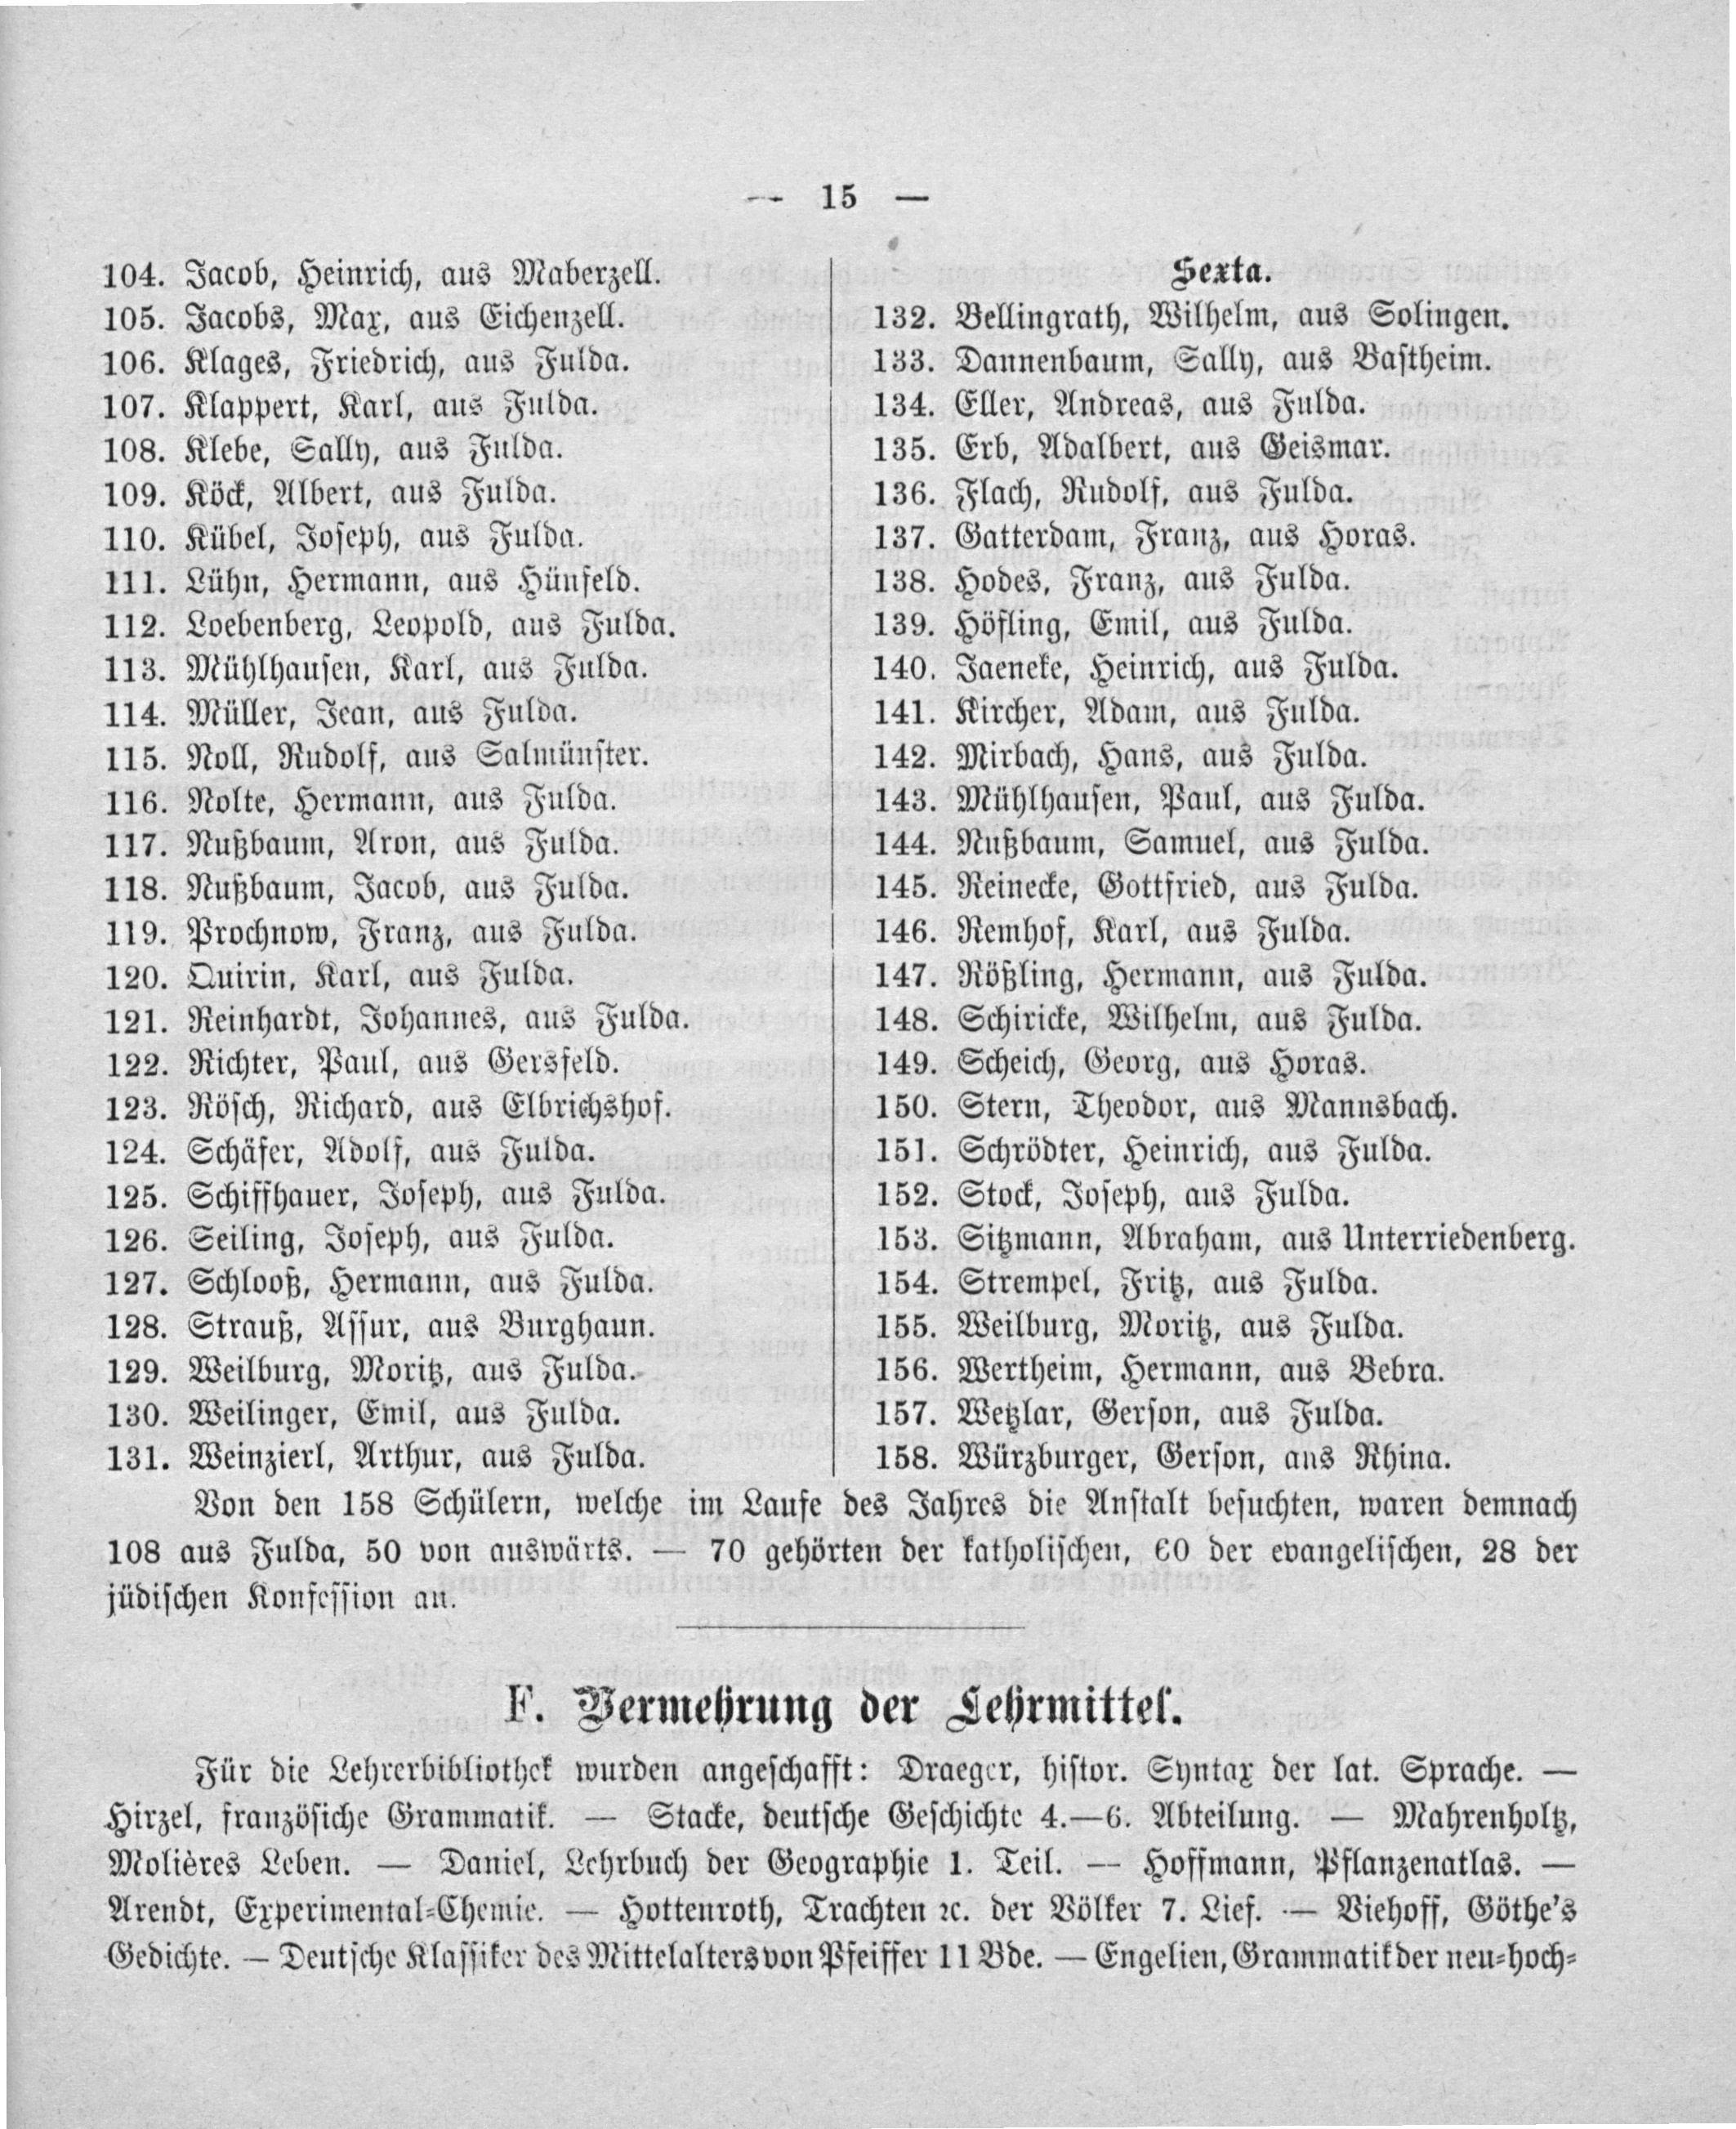 — 15 —
104. Jacob, Heinrich, aus Maberzell.
105. Jacobs, Max, aus Eichenzell.
106. Klages, Friedrich, aus Fulda.
107. Klappert, Karl, aus Fulda.
108. Klebe, Sally, aus Fulda.
109. Köck, Albert, aus Fulda.
110. Kübel, Joseph, aus Fulda.
111. Lühn, Hermann, aus Hünfeld.
112. Loebenberg, Leopold, aus Fulda.
113. Mühlhausen, Karl, aus Fulda.
114. Müller, Jean, aus Fulda.
115. Noll, Rudolf, aus Salmünster.
116. Nolte, Hermann, aus Fulda.
117. Nußbaum, Aron, aus Fulda.
118. Nußbaum, Jacob, aus Fulda.
119. Prochnow, Franz, aus Fulda.
120. Quirin, Karl, aus Fulda.
121. Reinhardt, Johannes, aus Fulda.
122. Richter, Paul, aus Gersfeld.
123. Rösch, Richard, aus Elbrichshof.
124. Schäfer, Adolf, aus Fulda.
125. Schiffhauer, Joseph, aus Fulda.
126. Seiling, Joseph, aus Fulda.
127. Schlooß, Hermann, aus Fulda.
128. Strauß, Assur, aus Burghaun.
129. Weilburg, Moritz, aus Fulda.
130. Weilinger, Emil, aus Fulda.
131. Weinzierl, Arthur, aus Fulda.
Sexta.
132. Bellingrath, Wilhelm, aus Solingen.
133. Dannenbaum, Sally, aus Bastheim.
134. Eller, Andreas, aus Fulda.
135. Erb, Adalbert, aus Geismar.
136. Flach, Rudolf, aus Fulda.
137. Gatterdam, Franz, aus Horas.
138. Hodes, Franz, aus Fulda.
139. Höfling, Emil, aus Fulda.
140. Jaeneke, Heinrich, aus Fulda.
141. Kircher, Adam, aus Fulda.
142. Mirbach, Hans, aus Fulda.
143. Mühlhausen, Paul, aus Fulda.
144. Nußbaum, Samuel, aus Fulda.
145. Reinecke, Gottfried, aus Fulda.
146. Remhof, Karl, aus Fulda.
147. Rößling, Hermann, aus Fulda.
148. Schiricke, Wilhelm, aus Fulda.
149. Scheich, Georg, aus Horas.
150. Stern, Theodor, aus Mannsbach.
151. Schrödter, Heinrich, aus Fulda.
152. Stock, Joseph, aus Fulda.
153. Sitzmann, Abraham, aus Unterriedenberg.
154. Strempel, Fritz, aus Fulda.
155. Weilburg, Moritz, aus Fulda.
156. Wertheim, Hermann, aus Bebra.
157. Wetzlar, Gerson, aus Fulda.
158. Würzburger, Gerson, aus Rhina.
Von den 158 Schülern, welche im Laufe des Jahres die Anstalt besuchten, waren demnach
108 aus Fulda, 50 von auswärts. — 70 gehörten der katholischen, 60 der evangelischen, 28 der
jüdischen Konfession an.
F. Vermehrung der Lehrmittel.
Für die Lehrerbibliothek wurden angeschafft: Draeger, histor. Syntax der lat. Sprache. —
Hirzel, französiche Grammatik. — Stacke, deutsche Geschichte 4.—6. Abteilung. — Mahrenholtz,
Molières Leben. — Daniel, Lehrbuch der Geographie 1. Teil. — Hoffmann, Pflanzenatlas. —
Arendt, Experimental-Chemie. — Hottenroth, Trachten ꝛc. der Völker 7. Lief. — Viehoff, Göthe's
Gedichte. — Deutsche Klassiker des Mittelalters von Pfeiffer 11 Bde. — Engelien, Grammatik der neu-hoch-